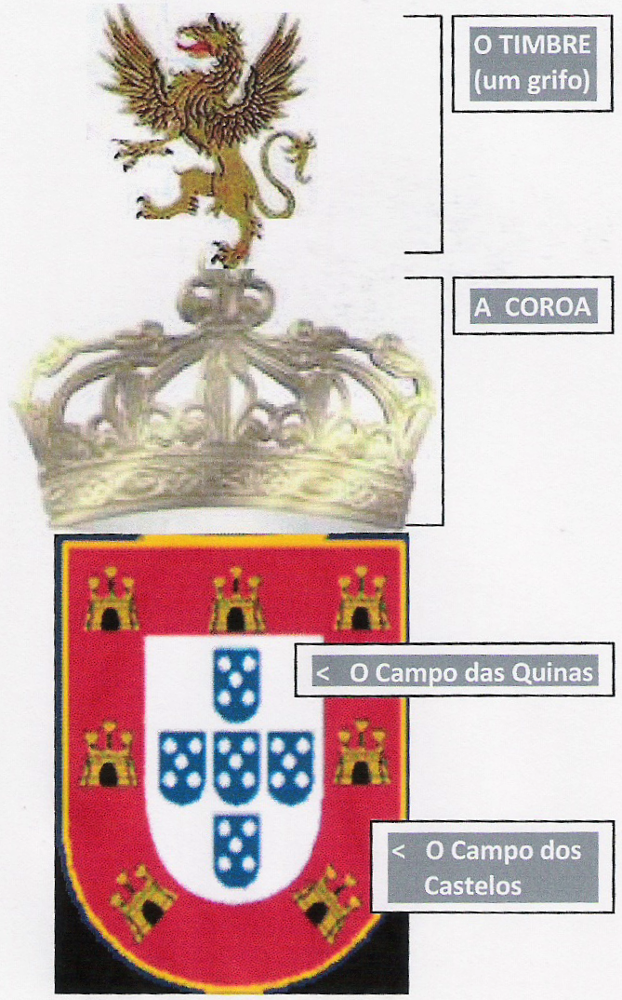 O TIMBRE
(um grifo)
A COROA
< O Campo das Quinas
< O Campo dos
Castelos